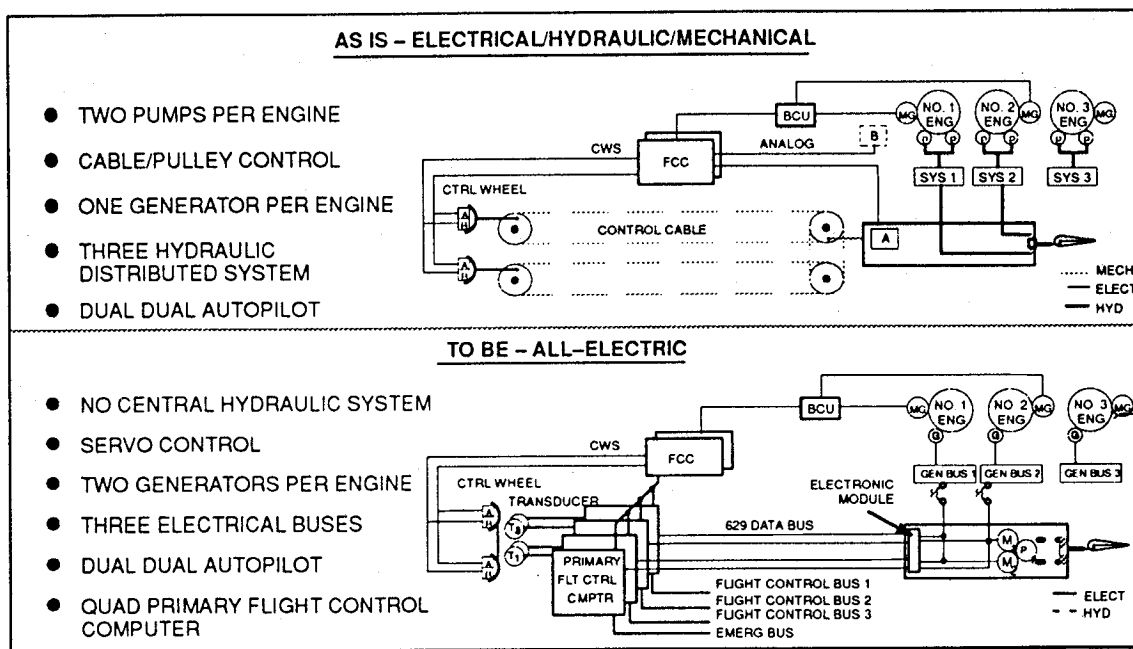 AS IS – ELECTRICAL/HYDRAULIC/MECHANICAL
● TWO PUMPS PER ENGINE
● CABLE/PULLEY CONTROL
● ONE GENERATOR PER ENGINE
● THREE HYDRAULIC
DISTRIBUTED SYSTEM
● DUAL DUAL AUTOPILOT
MG
NO. 1
ENG
NO. 2
ENG
MG
NO. 3
ENG
MG
BCU
B
ANALOG
CWS
FCC
P P
P P
P P
SYS 1
SYS 2
SYS 3
CTRL WHEEL
A
CONTROL CABLE
A
A
MECH
ELECT
HYD
TO BE – ALL–ELECTRIC
● NO CENTRAL HYDRAULIC SYSTEM
● SERVO CONTROL
● TWO GENERATORS PER ENGINE
● THREE ELECTRICAL BUSES
● DUAL DUAL AUTOPILOT
● QUAD PRIMARY FLIGHT CONTROL
COMPUTER
BCU
MG
NO. 1
ENG
NO. 2
ENG
MG
NO. 3
ENG
MG
G
G
G
CWS
FCC
GEN BUS 1
GEN BUS 2
GEN BUS 3
CTRL WHEEL
TRANSDUCER
ELECTRONIC
MODULE
A
A
T8
T1
629 DATA BUS
M
P
M
PRIMARY
FLT CTRL
CMPTR
FLIGHT CONTROL BUS 1
FLIGHT CONTROL BUS 2
FLIGHT CONTROL BUS 3
EMERG BUS
ELECT
HYD